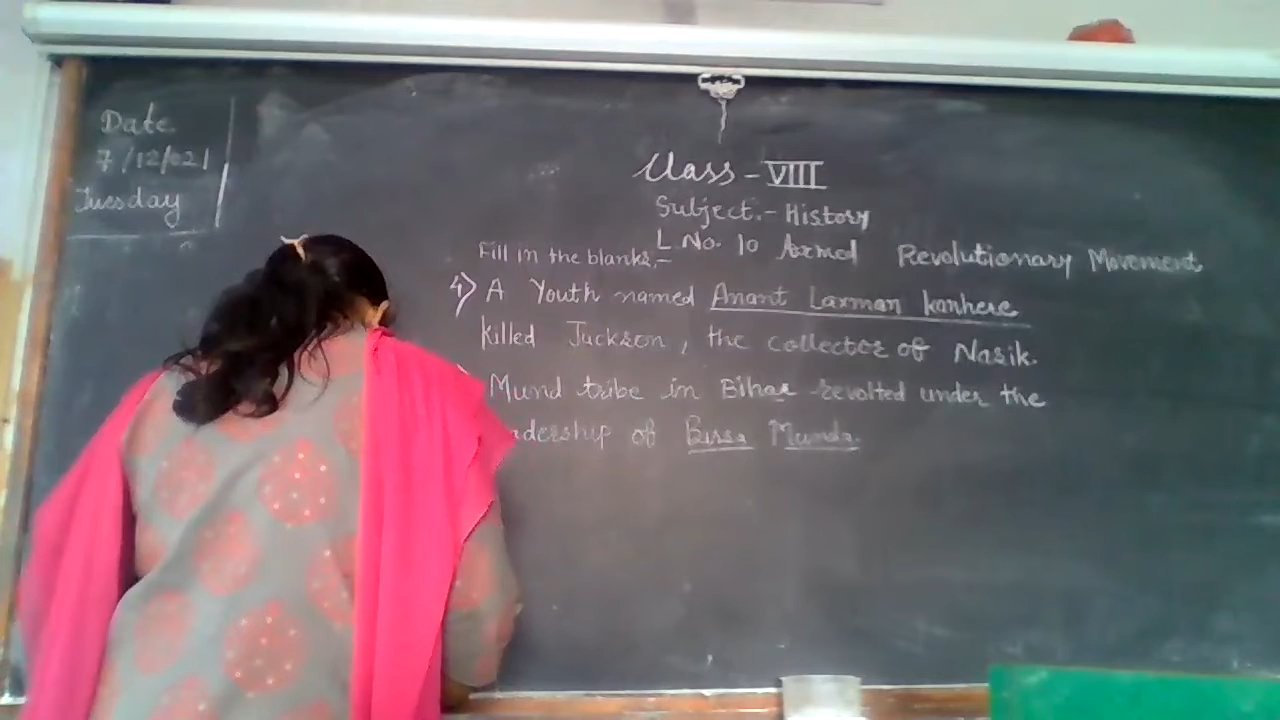 Date
7/12/021
Tuesday
Class - VIII
Subject:- History
L. No. 10 Armed Revolutionary Movement
Fill in the blanks.-
4) A Youth named Anant Laxman kanhere
killed Jackson, the collector of Nasik.
Mund tribe in Bihar revolted under the
adership of Birsa Munda.